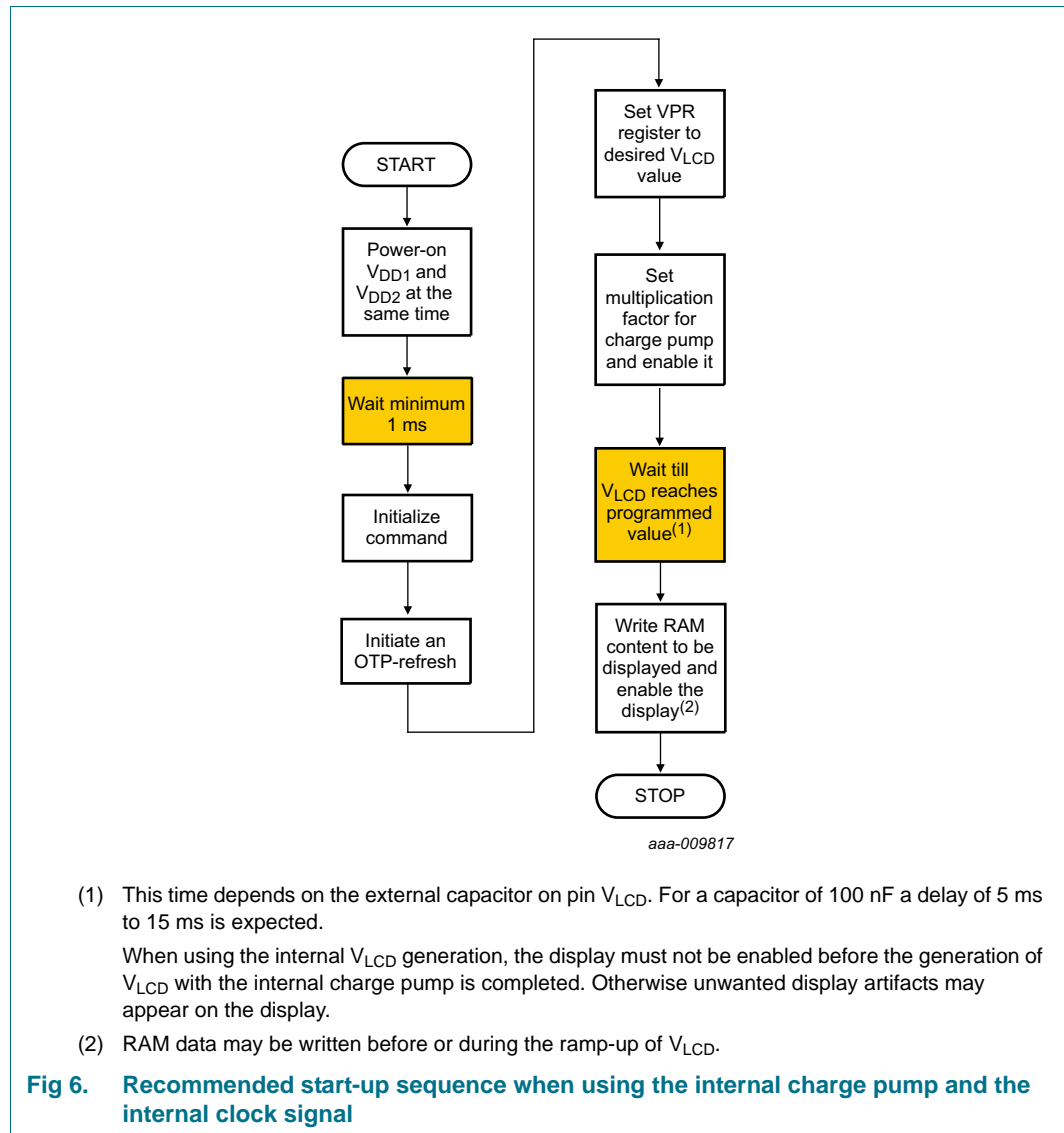 START
Power-on
VDD1 and
VDD2 at the
same time
Wait minimum
1 ms
Initialize
command
Initiate an
OTP-refresh
Set VPR
register to
desired VLCD
value
Set
multiplication
factor for
charge pump
and enable it
Wait till
VLCD reaches
programmed
value(1)
Write RAM
content to be
displayed and
enable the
display(2)
STOP
aaa-009817
(1) This time depends on the external capacitor on pin VLCD. For a capacitor of 100 nF a delay of 5 ms
to 15 ms is expected.
When using the internal VLCD generation, the display must not be enabled before the generation of
VLCD with the internal charge pump is completed. Otherwise unwanted display artifacts may
appear on the display.
(2) RAM data may be written before or during the ramp-up of VLCD.
Fig 6. Recommended start-up sequence when using the internal charge pump and the
internal clock signal